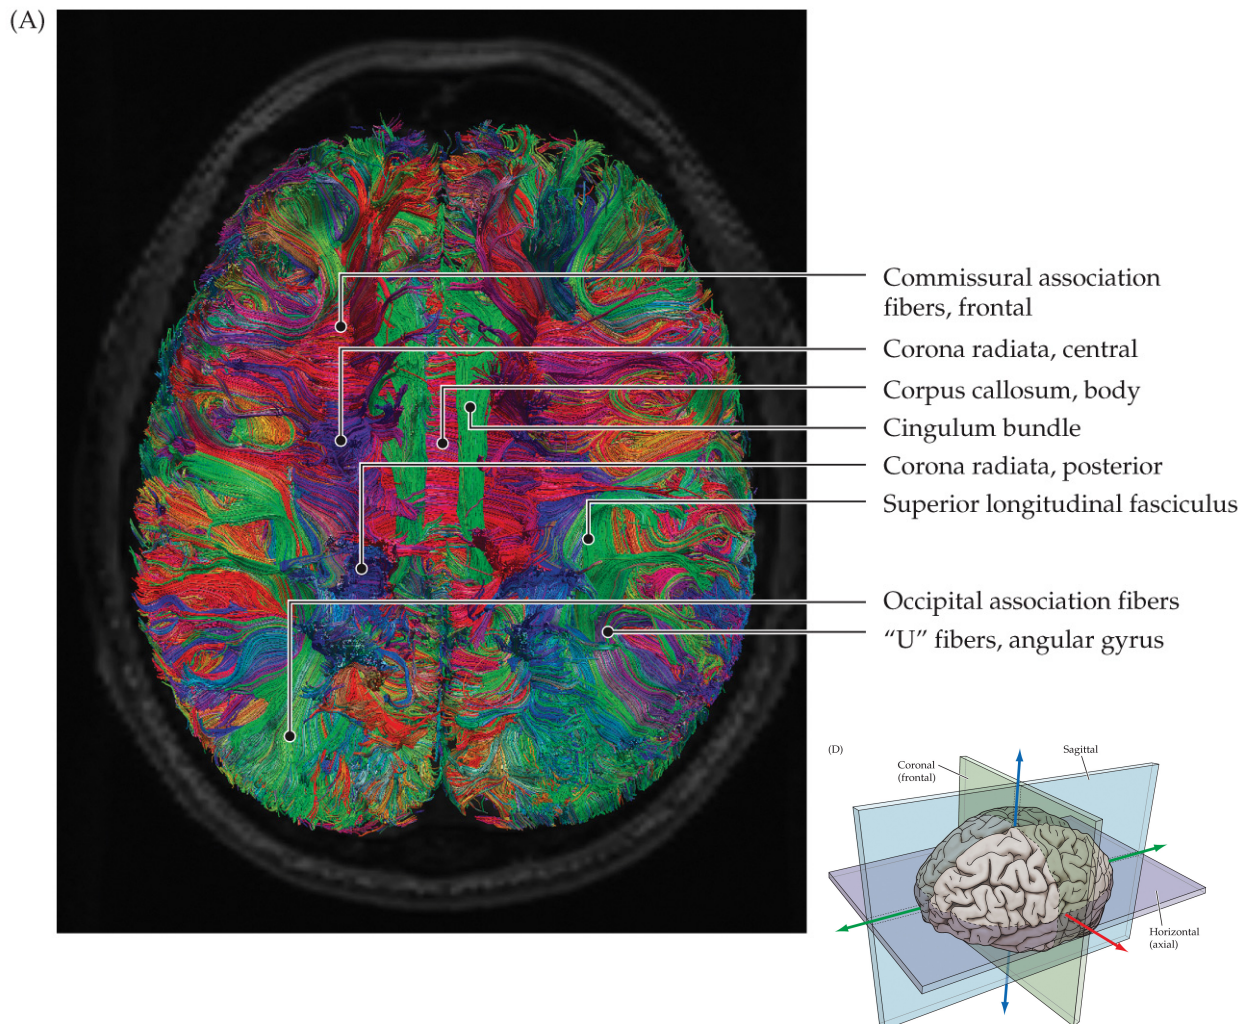 (A)
Commissural association
fibers, frontal
Corona radiata, central
Corpus callosum, body
Cingulum bundle
Corona radiata, posterior
Superior longitudinal fasciculus
Occipital association fibers
“U” fibers, angular gyrus
(D)
Sagittal
Coronal
(frontal)
Horizontal
(axial)